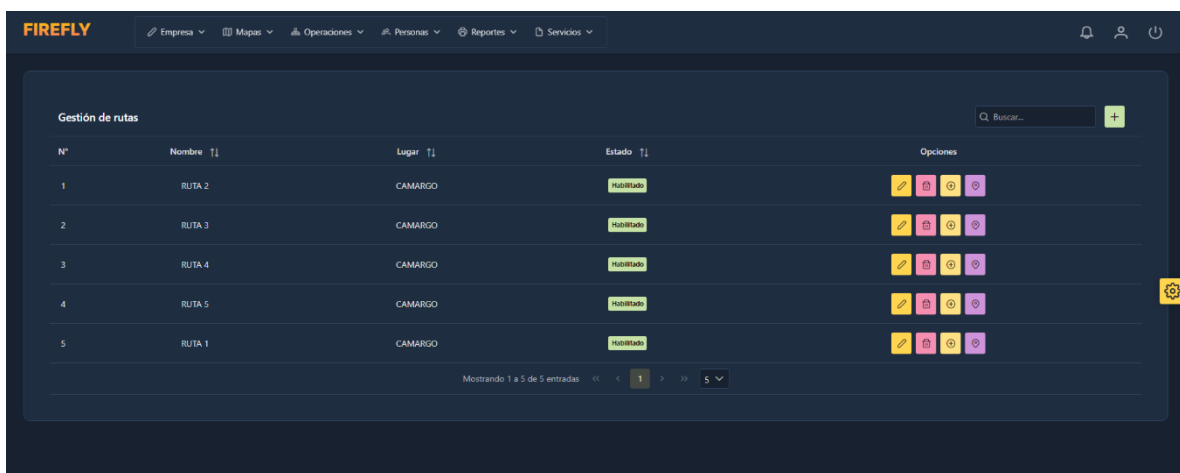 FIREFLY Empresa Mapas Operaciones Personas Reportes Servicios
Gestión de rutas Buscar... +
N° Nombre Lugar Estado Opciones
1 RUTA 2 CAMARGO Habilitado
2 RUTA 3 CAMARGO Habilitado
3 RUTA 4 CAMARGO Habilitado
4 RUTA 5 CAMARGO Habilitado
5 RUTA 1 CAMARGO Habilitado
Mostrando 1 a 5 de 5 entradas << < 1 > >> 5